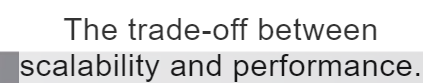 The trade-off between
scalability and performance.